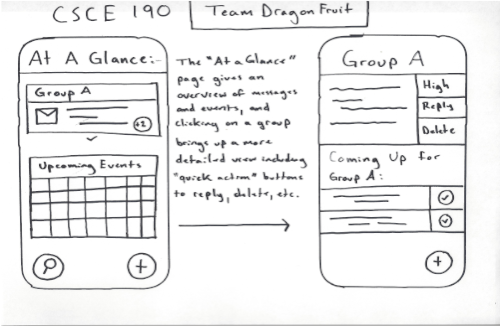 CSCE 190
Team Dragon Fruit
At A Glance:-
Group A
+2
Upcoming Events
The "At a Glance"
page gives an
overview of messages
and events, and
clicking on a group
brings up a more
detailed view including
"quick action" buttons
to reply, delete, etc.
Group A
High
Reply
Delete
Coming Up for
Group A: